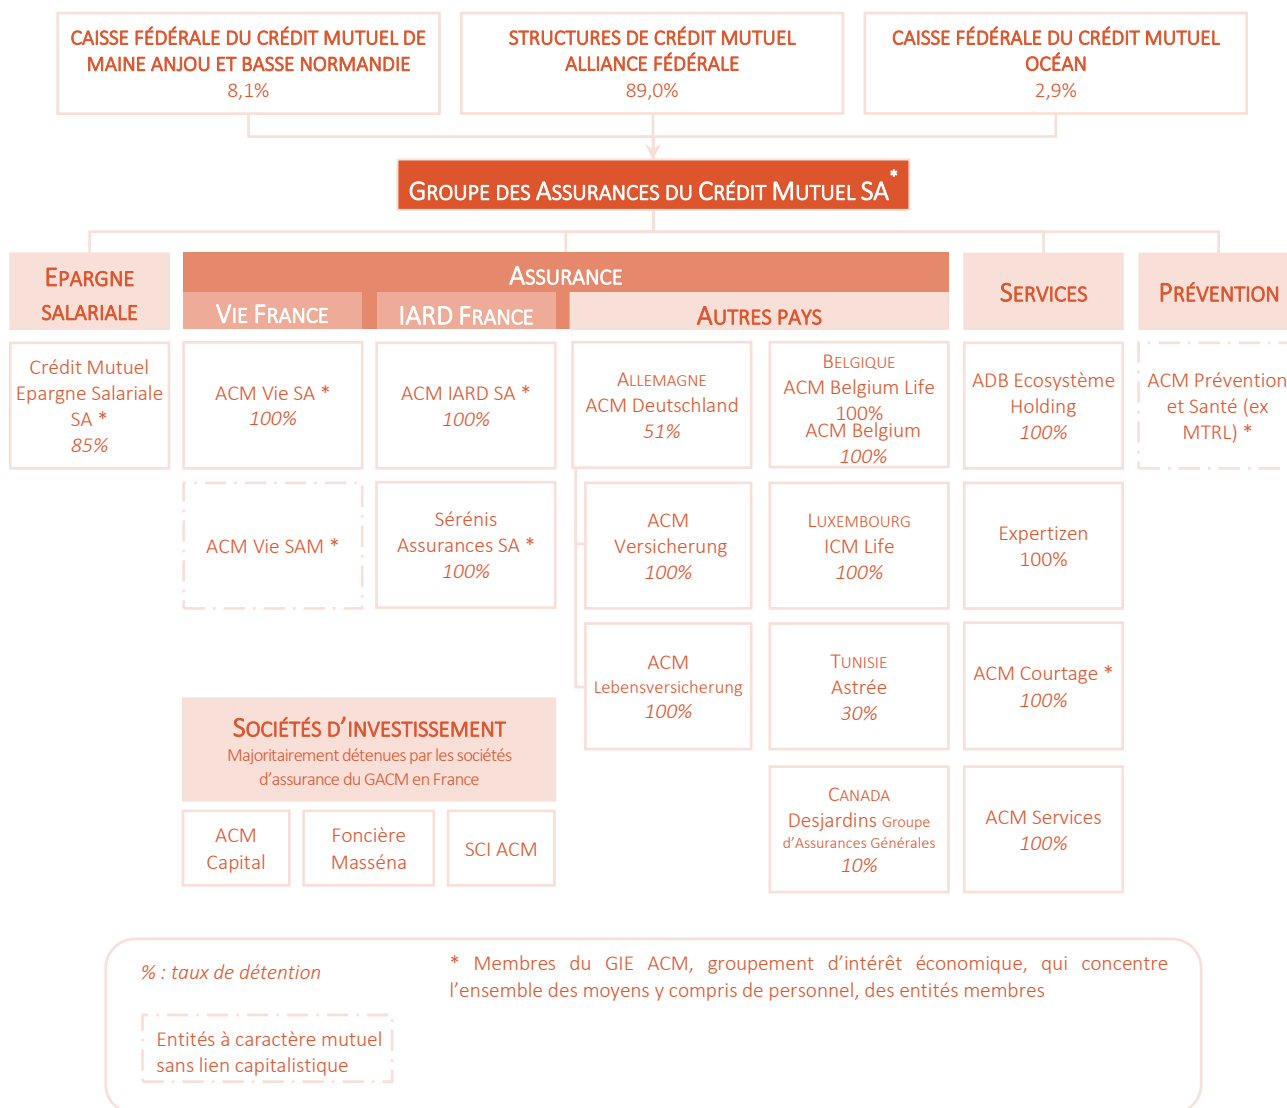 CAISSE FÉDÉRALE DU CRÉDIT MUTUEL DE
MAINE ANJOU ET BASSE NORMANDIE
8,1%
STRUCTURES DE CRÉDIT MUTUEL
ALLIANCE FÉDÉRALE
89,0%
CAISSE FÉDÉRALE DU CRÉDIT MUTUEL
OCÉAN
2,9%
GROUPE DES ASSURANCES DU CRÉDIT MUTUEL SA*
EPARGNE
SALARIALE
ASSURANCE
VIE FRANCE
IARD FRANCE
AUTRES PAYS
SERVICES
PRÉVENTION
Crédit Mutuel
Epargne Salariale
SA *
85%
ACM Vie SA *
100%
ACM IARD SA *
100%
ALLEMAGNE
ACM Deutschland
51%
BELGIQUE
ACM Belgium Life
100%
ACM Belgium
100%
ADB Ecosystème
Holding
100%
ACM Prévention
et Santé (ex
MTRL) *
ACM Vie SAM *
Sérénis
Assurances SA *
100%
ACM
Versicherung
100%
LUXEMBOURG
ICM Life
100%
Expertizen
100%
ACM
Lebensversicherung
100%
TUNISIE
Astrée
30%
ACM Courtage *
100%
SOCIÉTÉS D’INVESTISSEMENT
Majoritairement détenues par les sociétés
d’assurance du GACM en France
ACM
Capital
Foncière
Masséna
SCI ACM
CANADA
Desjardins Groupe
d’Assurances Générales
10%
ACM Services
100%
% : taux de détention
* Membres du GIE ACM, groupement d’intérêt économique, qui concentre
l’ensemble des moyens y compris de personnel, des entités membres
Entités à caractère mutuel
sans lien capitalistique